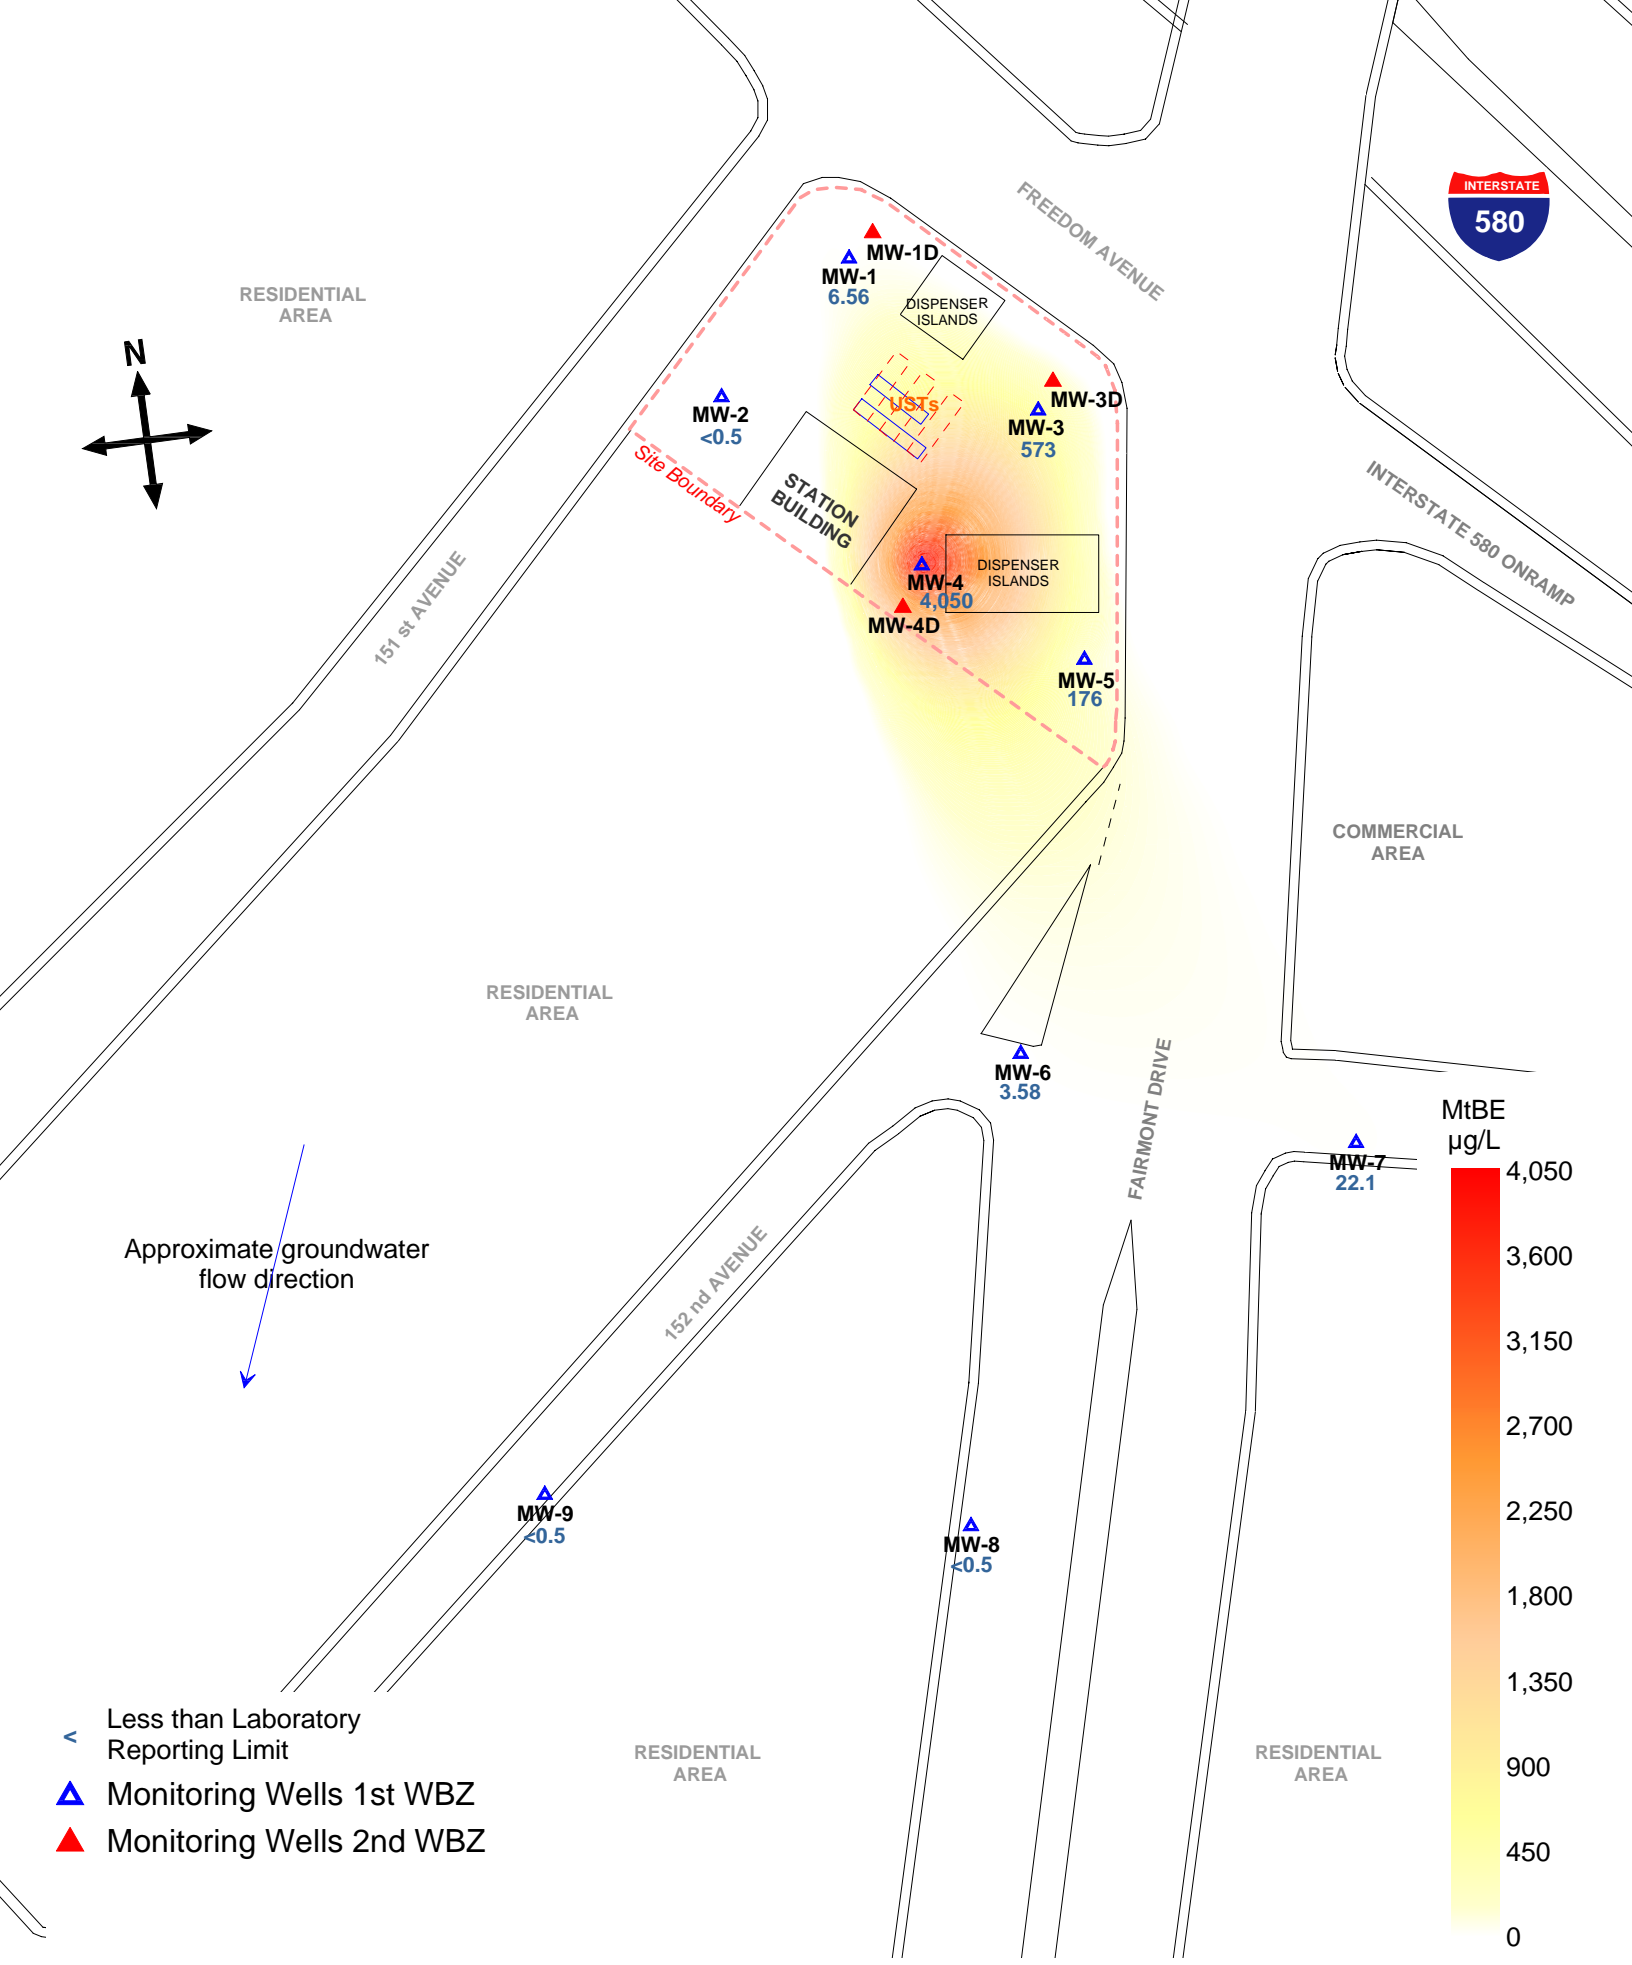 FREEDOM AVENUE
INTERSTATE
580
MW-1D
MW-1
6.56
DISPENSER
ISLANDS
RESIDENTIAL
AREA
N
USTs
MW-2
<0.5
MW-3D
MW-3
573
Site Boundary
STATION
BUILDING
INTERSTATE 580 ONRAMP
MW-4
4,050
MW-4D
DISPENSER
ISLANDS
151 st AVENUE
MW-5
176
COMMERCIAL
AREA
RESIDENTIAL
AREA
MW-6
3.58
FAIRMONT DRIVE
MW-7
22.1
Approximate groundwater
flow direction
152 nd AVENUE
MW-9
<0.5
MW-8
<0.5
RESIDENTIAL
AREA
RESIDENTIAL
AREA
MtBE
µg/L
4,050
3,600
3,150
2,700
2,250
1,800
1,350
900
450
0
< Less than Laboratory
Reporting Limit
Monitoring Wells 1st WBZ
Monitoring Wells 2nd WBZ